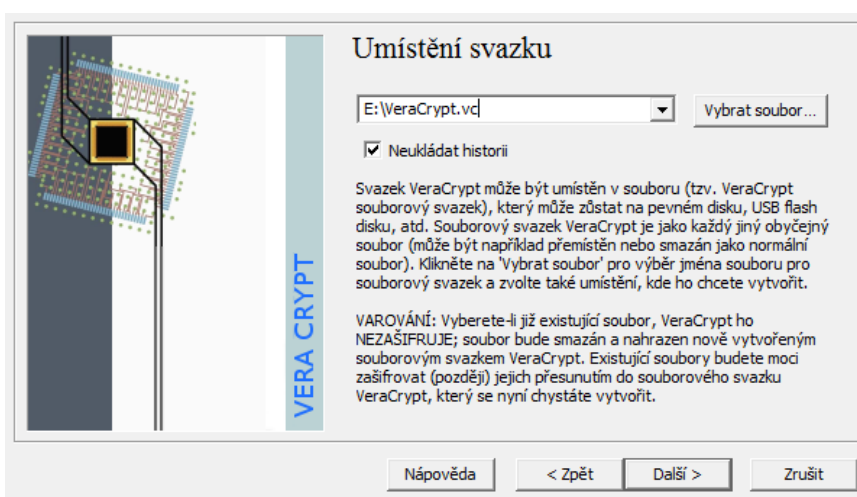 Umístění svazku
E:\VeraCrypt.vc
Vybrat soubor...
Neukládat historii
Svazek VeraCrypt může být umístěn v souboru (tzv. VeraCrypt
souborový svazek), který může zůstat na pevném disku, USB flash
disku, atd. Souborový svazek VeraCrypt je jako každý jiný obyčejný
soubor (může být například přemístěn nebo smazán jako normální
soubor). Klikněte na 'Vybrat soubor' pro výběr jména souboru pro
souborový svazek a zvolte také umístění, kde ho chcete vytvořit.
VAROVÁNÍ: Vyberete-li již existující soubor, VeraCrypt ho
NEZAŠIFRUJE; soubor bude smazán a nahrazen nově vytvořeným
souborovým svazkem VeraCrypt. Existující soubory budete moci
zašifrovat (později) jejich přesunutím do souborového svazku
VeraCrypt, který se nyní chystáte vytvořit.
VERA CRYPT
Nápověda
< Zpět
Další >
Zrušit